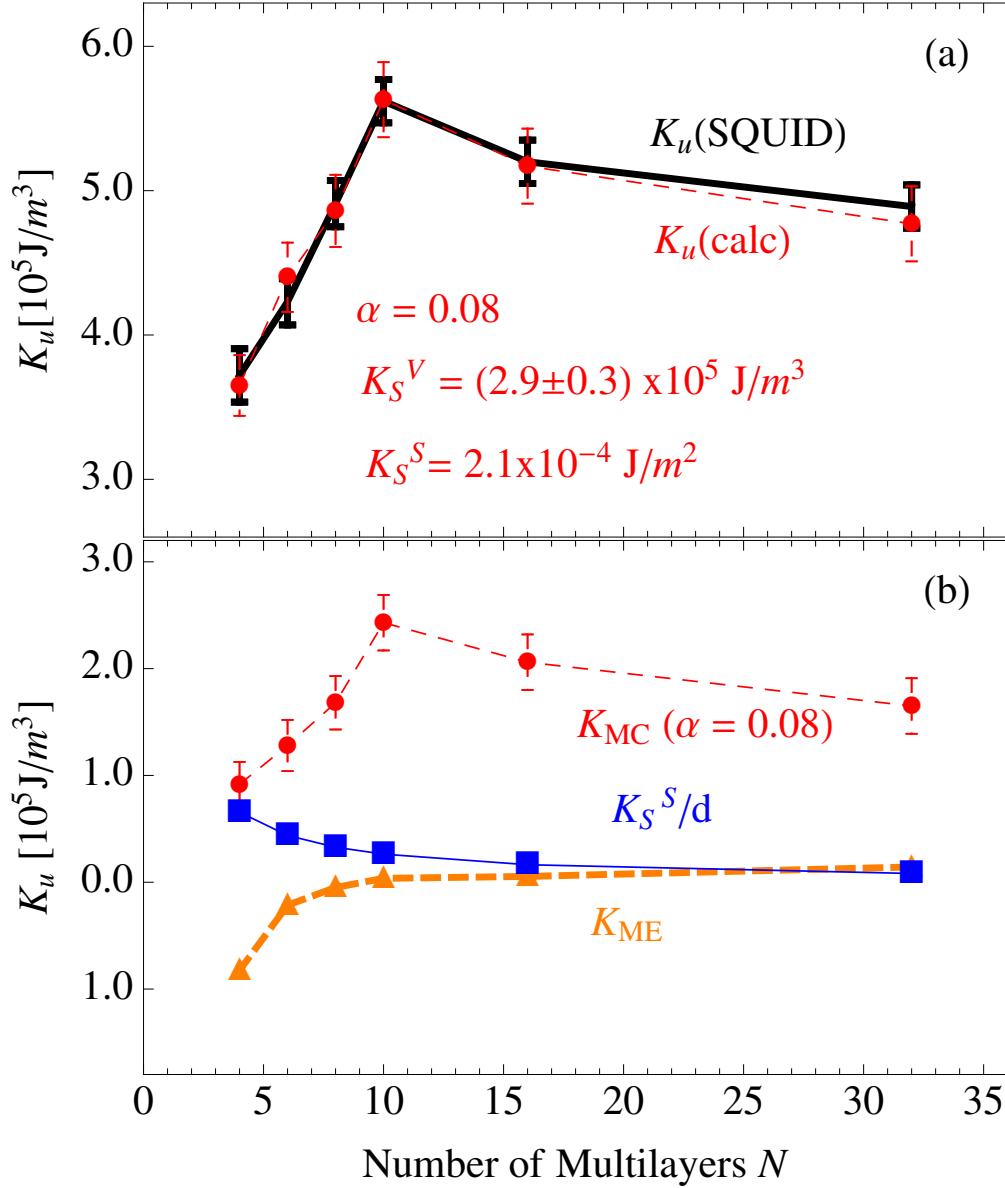 (a)
6.0
5.0
4.0
3.0
K_u[10^5 J/m^3]
K_u(SQUID)
K_u(calc)
α = 0.08
K_S^V = (2.9±0.3) x10^5 J/m^3
K_S^S = 2.1x10^−4 J/m^2
(b)
3.0
2.0
1.0
0.0
1.0
K_u [10^5 J/m^3]
K_MC (α = 0.08)
K_S^S/d
K_ME
0 5 10 15 20 25 30 35
Number of Multilayers N